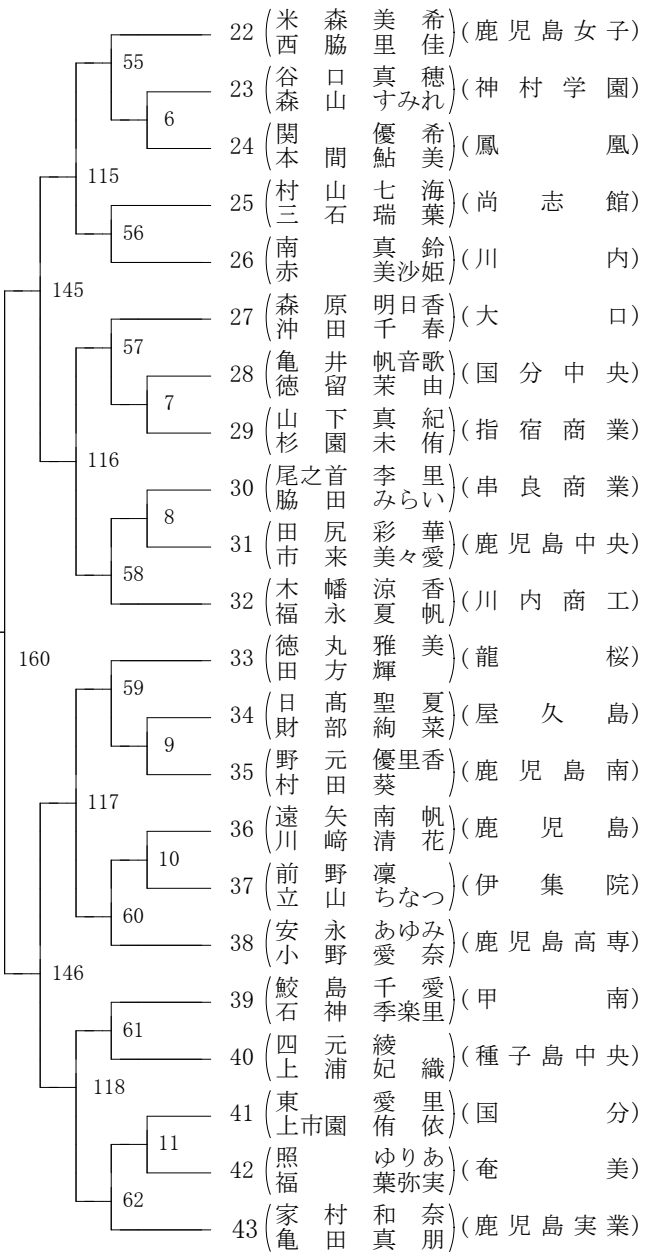 22 (米森美希 西脇里佳)(鹿児島女子)
23 (谷口真穂 森山すみれ)(神村学園)
24 (関優希 本間鮎美)(鳳凰)
25 (村山七海 三石瑞葉)(尚志館)
26 (南真鈴 赤美沙姫)(川内)
27 (森原明日香 沖田千春)(大口)
28 (亀井帆音歌 徳留茉由)(国分中央)
29 (山下真紀 杉園未侑)(指宿商業)
30 (尾之首李里 脇田みらい)(串良商業)
31 (田尻彩華 市来美々愛)(鹿児島中央)
32 (木幡涼香 福永夏帆)(川内商工)
33 (徳丸雅美 田方輝)(龍桜)
34 (日髙聖夏 財部絢菜)(屋久島)
35 (野元優里香 村田葵)(鹿児島南)
36 (遠矢南帆 川﨑清花)(鹿児島)
37 (前野凜 立山ちなつ)(伊集院)
38 (安永あゆみ 小野愛奈)(鹿児島高専)
39 (鮫島千愛 石神季楽里)(甲南)
40 (四元綾 上浦妃織)(種子島中央)
41 (東愛里 上市園侑依)(国分)
42 (照ゆりあ 福葉弥実)(奄美)
43 (家村和奈 亀田真朋)(鹿児島実業)
55
6
115
56
145
57
7
116
8
58
160
59
9
117
10
60
146
61
118
11
62